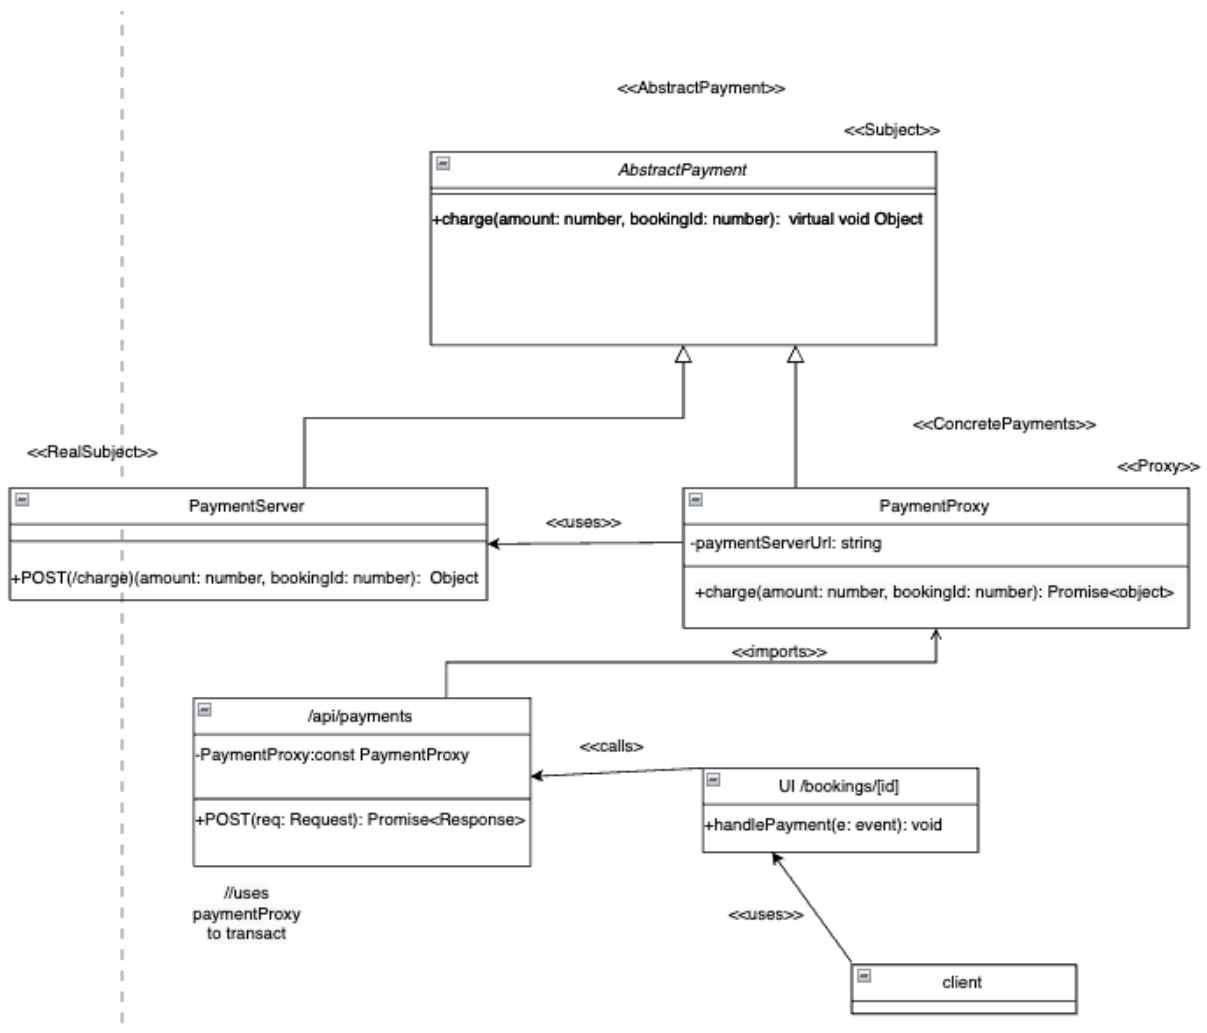 <<AbstractPayment>>
<<Subject>>
AbstractPayment
+charge(amount: number, bookingId: number):  virtual void Object
<<ConcretePayments>>
<<RealSubject>>
<<Proxy>>
PaymentServer
PaymentProxy
<<uses>>
-paymentServerUrl: string
+POST(/charge)(amount: number, bookingId: number):  Object
+charge(amount: number, bookingId: number): Promise<object>
<<imports>>
/api/payments
<<calls>
-PaymentProxy:const PaymentProxy
UI /bookings/[id]
+POST(req: Request): Promise<Response>
+handlePayment(e: event): void
//uses
paymentProxy
to transact
<<uses>>
client